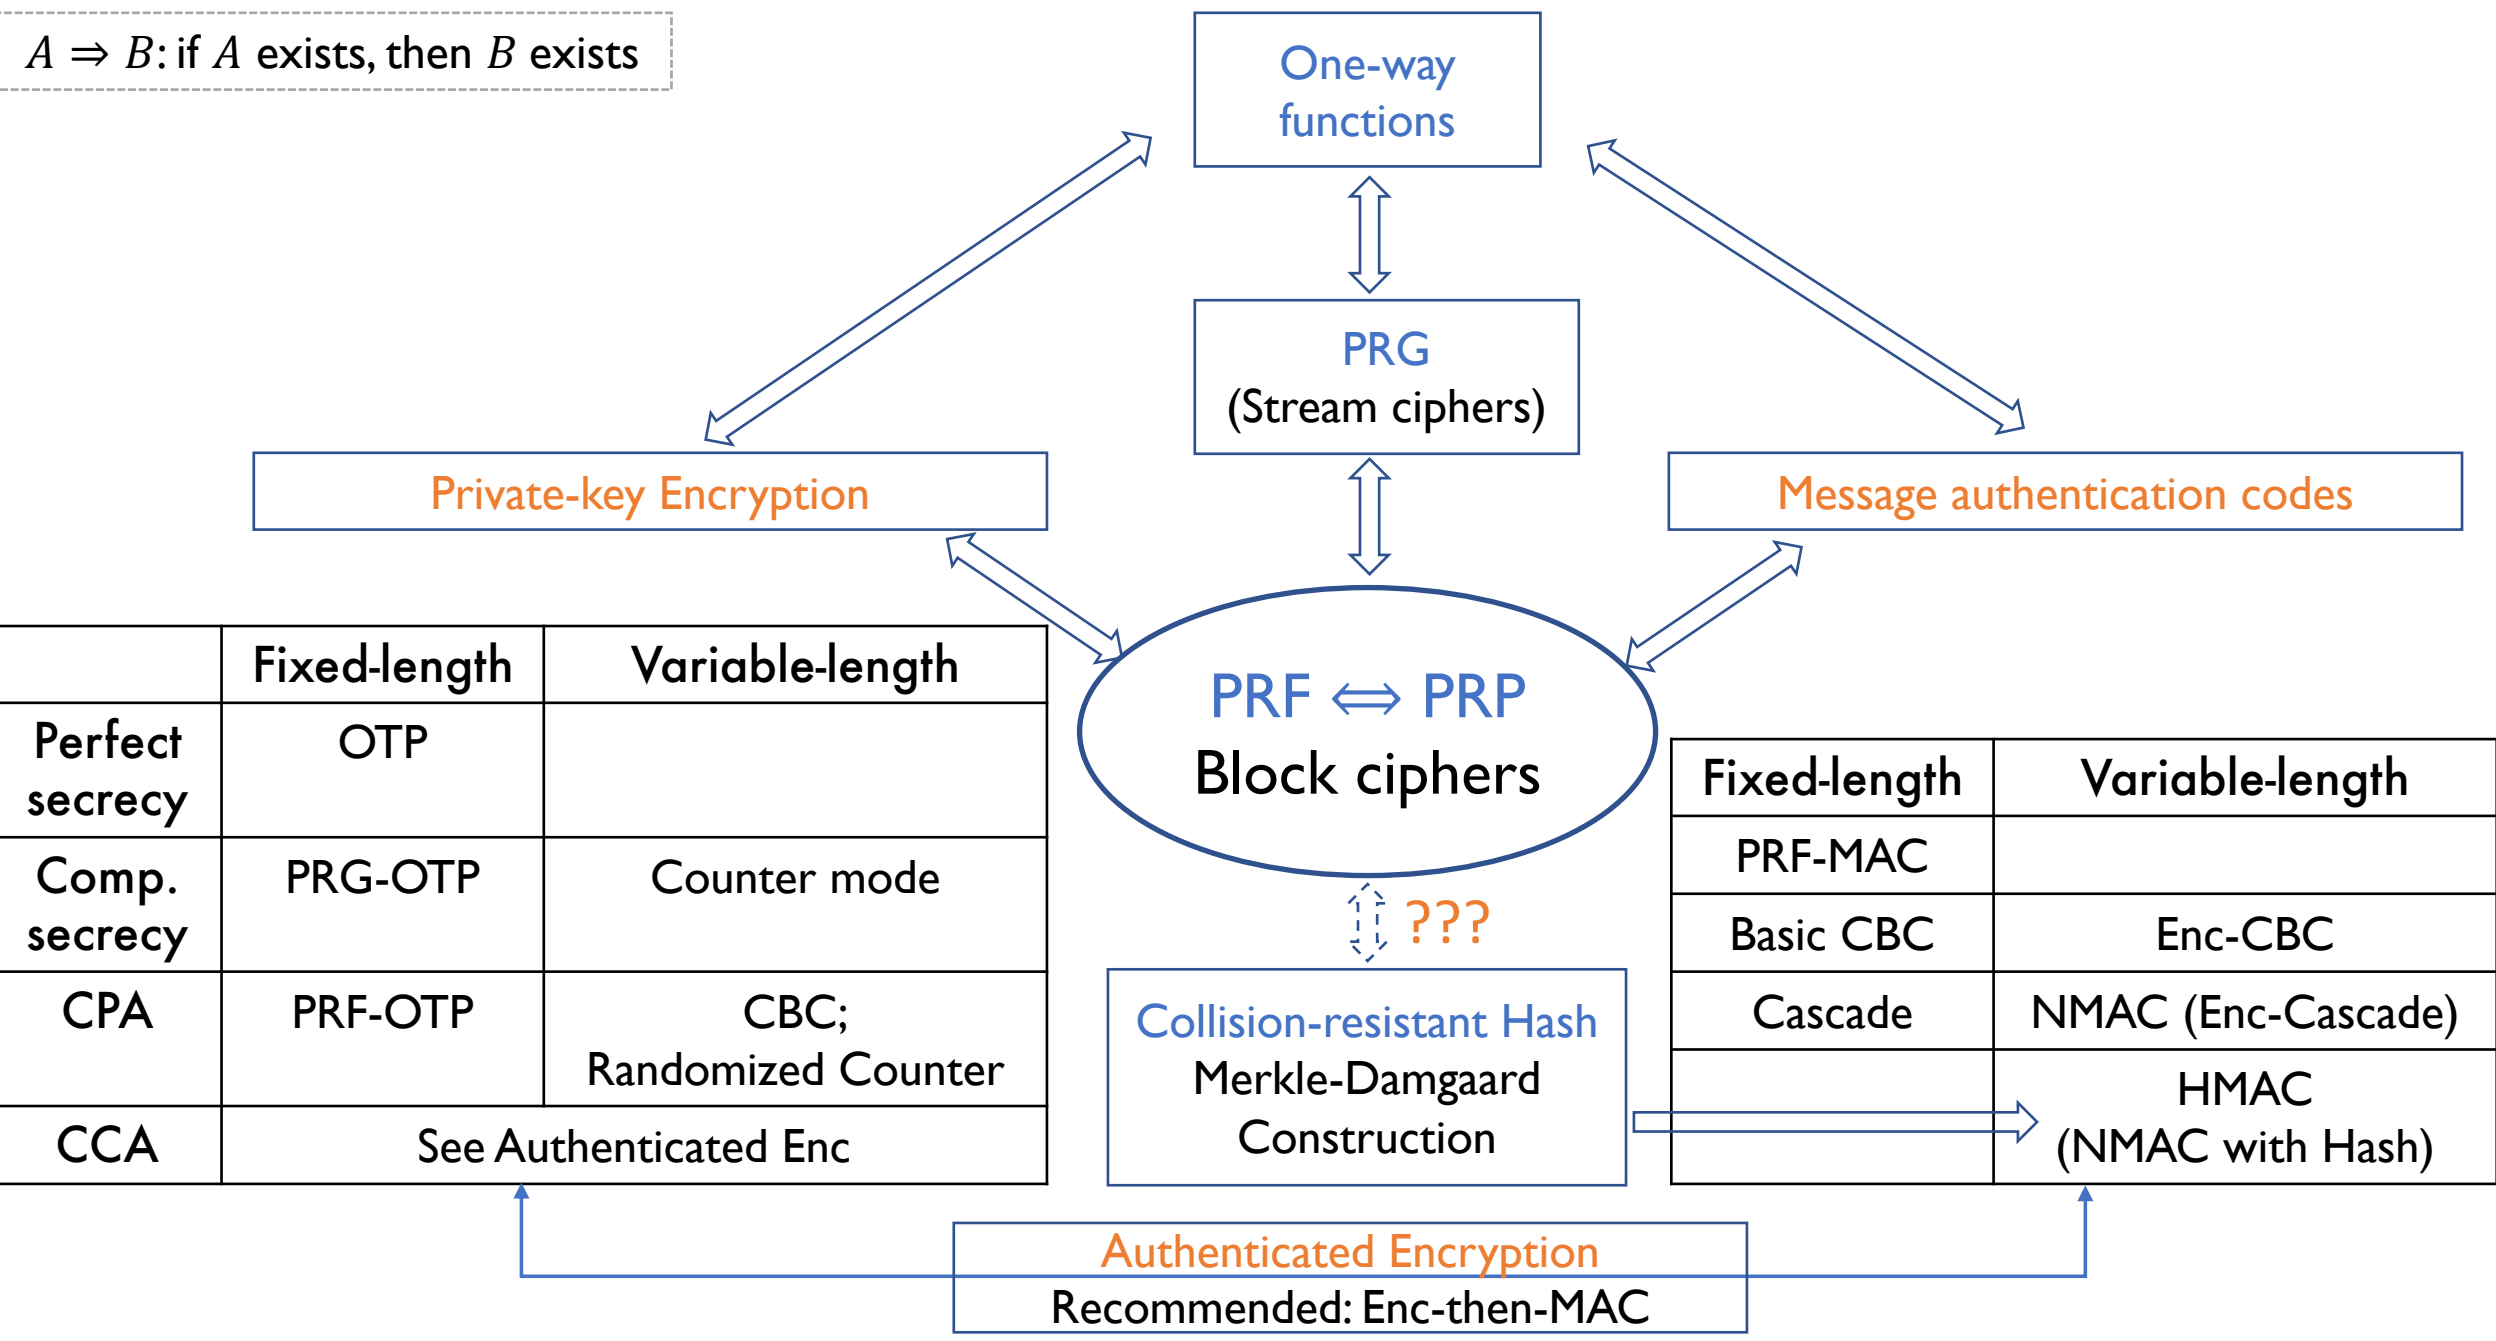 A ⇒ B: if A exists, then B exists
One-way
functions
PRG
(Stream ciphers)
Private-key Encryption
Message authentication codes
PRF ⇔ PRP
Block ciphers
Fixed-length Variable-length
Perfect
secrecy
OTP
Comp.
secrecy
PRG-OTP
Counter mode
CPA
PRF-OTP
CBC;
Randomized Counter
CCA
See Authenticated Enc
???
Collision-resistant Hash
Merkle-Damgaard
Construction
Fixed-length Variable-length
PRF-MAC
Basic CBC Enc-CBC
Cascade NMAC (Enc-Cascade)
HMAC
(NMAC with Hash)
Authenticated Encryption
Recommended: Enc-then-MAC